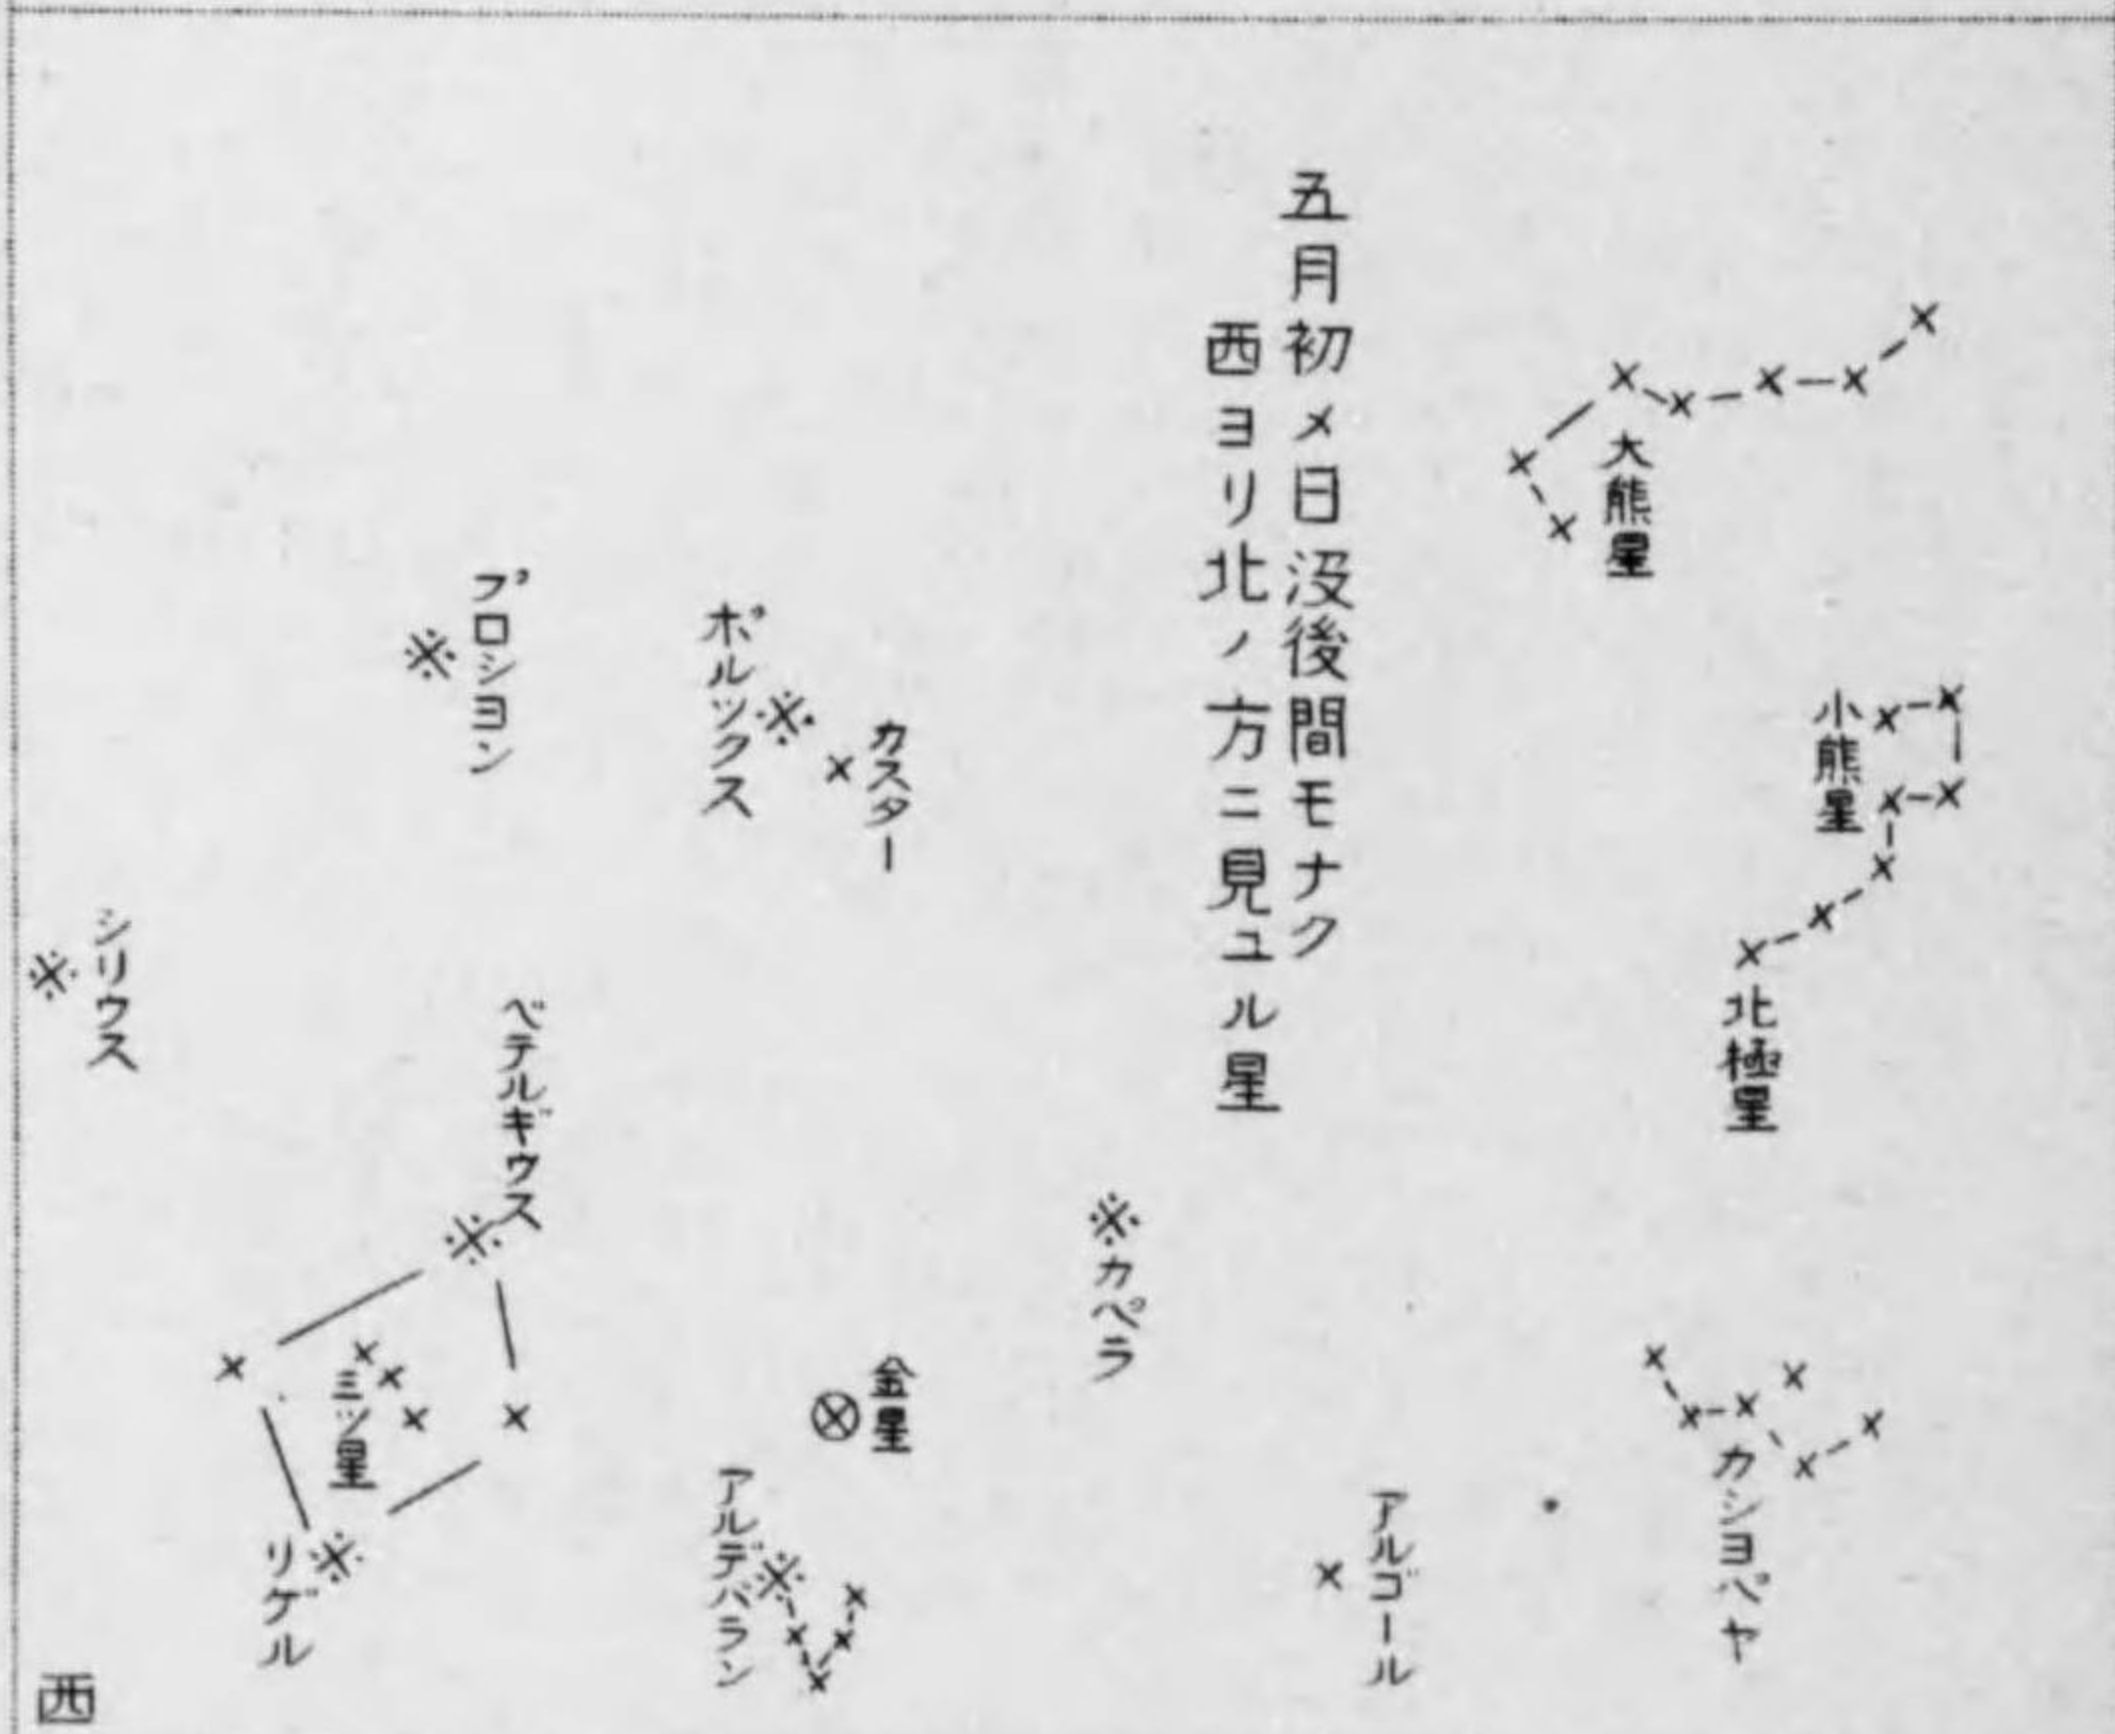 五月初メ日没後間モナク
西ヨリ北ノ方ニ見ユル星
大熊星
小熊星
北極星
カシヨペヤ
アルゴール
カペラ
カスター
ポルックス
金星
アルデバラン
プロシヨン
ベテルギウス
三ツ星
リゲル
シリウス
西